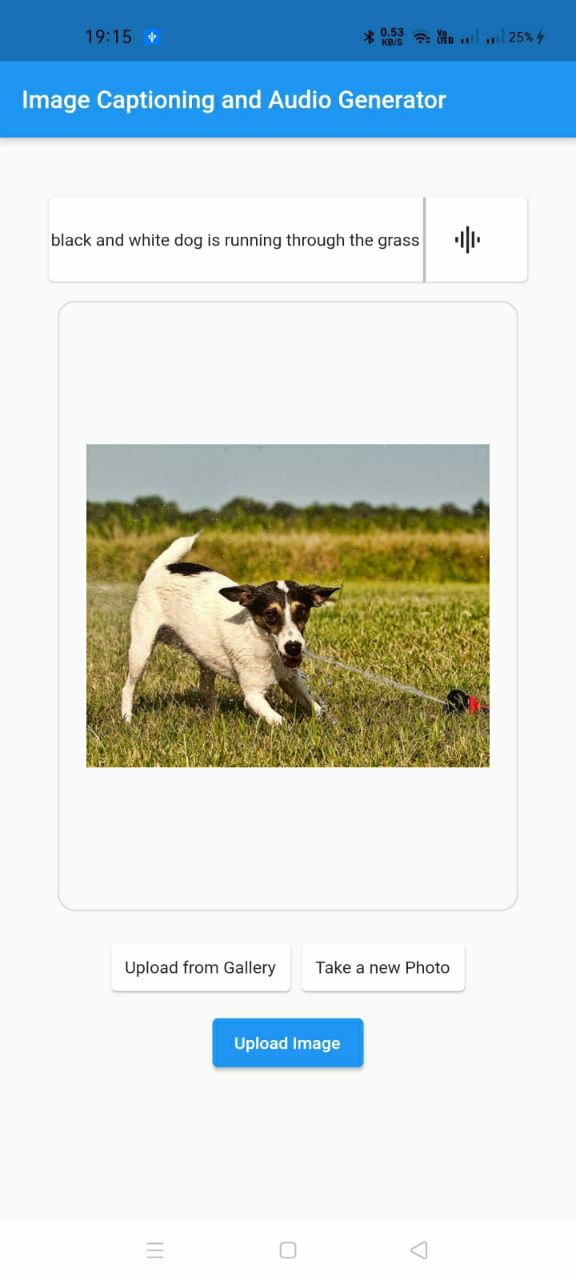 19:15 0.53 KB/S Vo LTED 25%
Image Captioning and Audio Generator
black and white dog is running through the grass
Upload from Gallery Take a new Photo
Upload Image